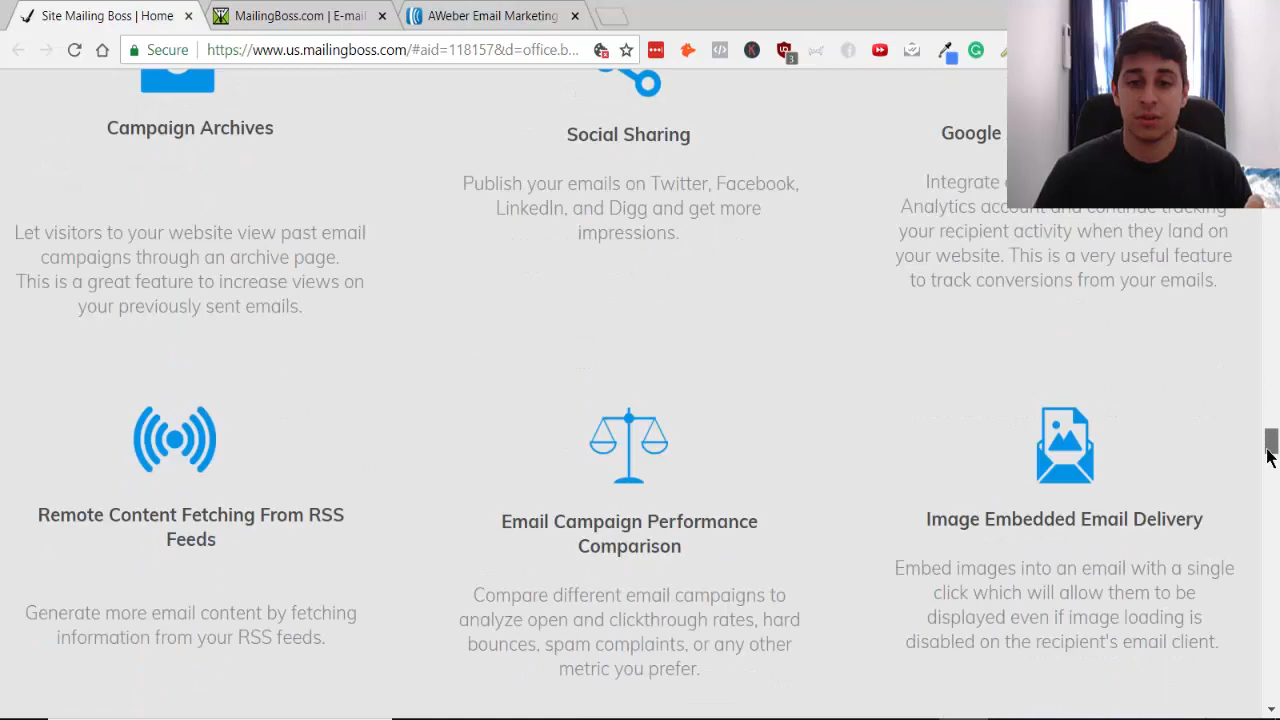 Site Mailing Boss | Home
MailingBoss.com | E-mail
AWeber Email Marketing
Secure
https://www.us.mailingboss.com/#aid=118157&d=office.b...
3
Campaign Archives
Let visitors to your website view past email
campaigns through an archive page.
This is a great feature to increase views on
your previously sent emails.
Social Sharing
Publish your emails on Twitter, Facebook,
LinkedIn, and Digg and get more
impressions.
Google
Integrate
Analytics account and continue tracking
your recipient activity when they land on
your website. This is a very useful feature
to track conversions from your emails.
Remote Content Fetching From RSS
Feeds
Generate more email content by fetching
information from your RSS feeds.
Email Campaign Performance
Comparison
Compare different email campaigns to
analyze open and clickthrough rates, hard
bounces, spam complaints, or any other
metric you prefer.
Image Embedded Email Delivery
Embed images into an email with a single
click which will allow them to be
displayed even if image loading is
disabled on the recipient's email client.